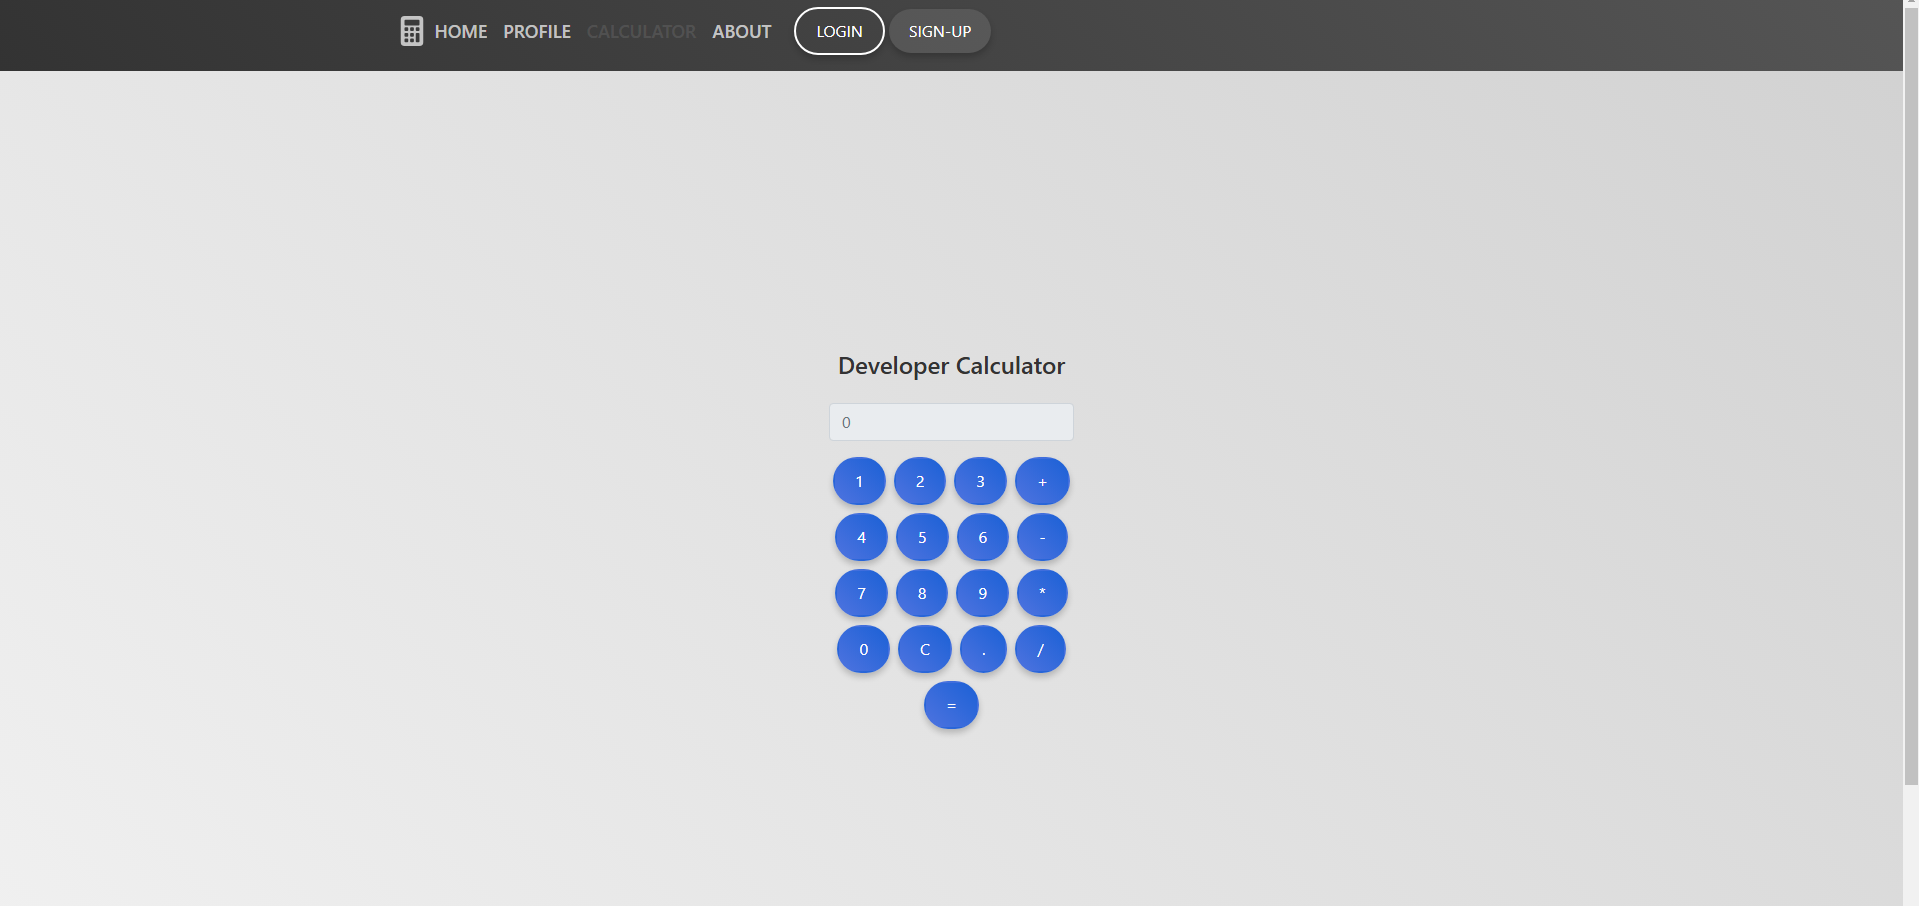 HOME PROFILE CALCULATOR ABOUT LOGIN SIGN-UP
Developer Calculator
0
1 2 3 +
4 5 6 -
7 8 9 *
0 C . /
=